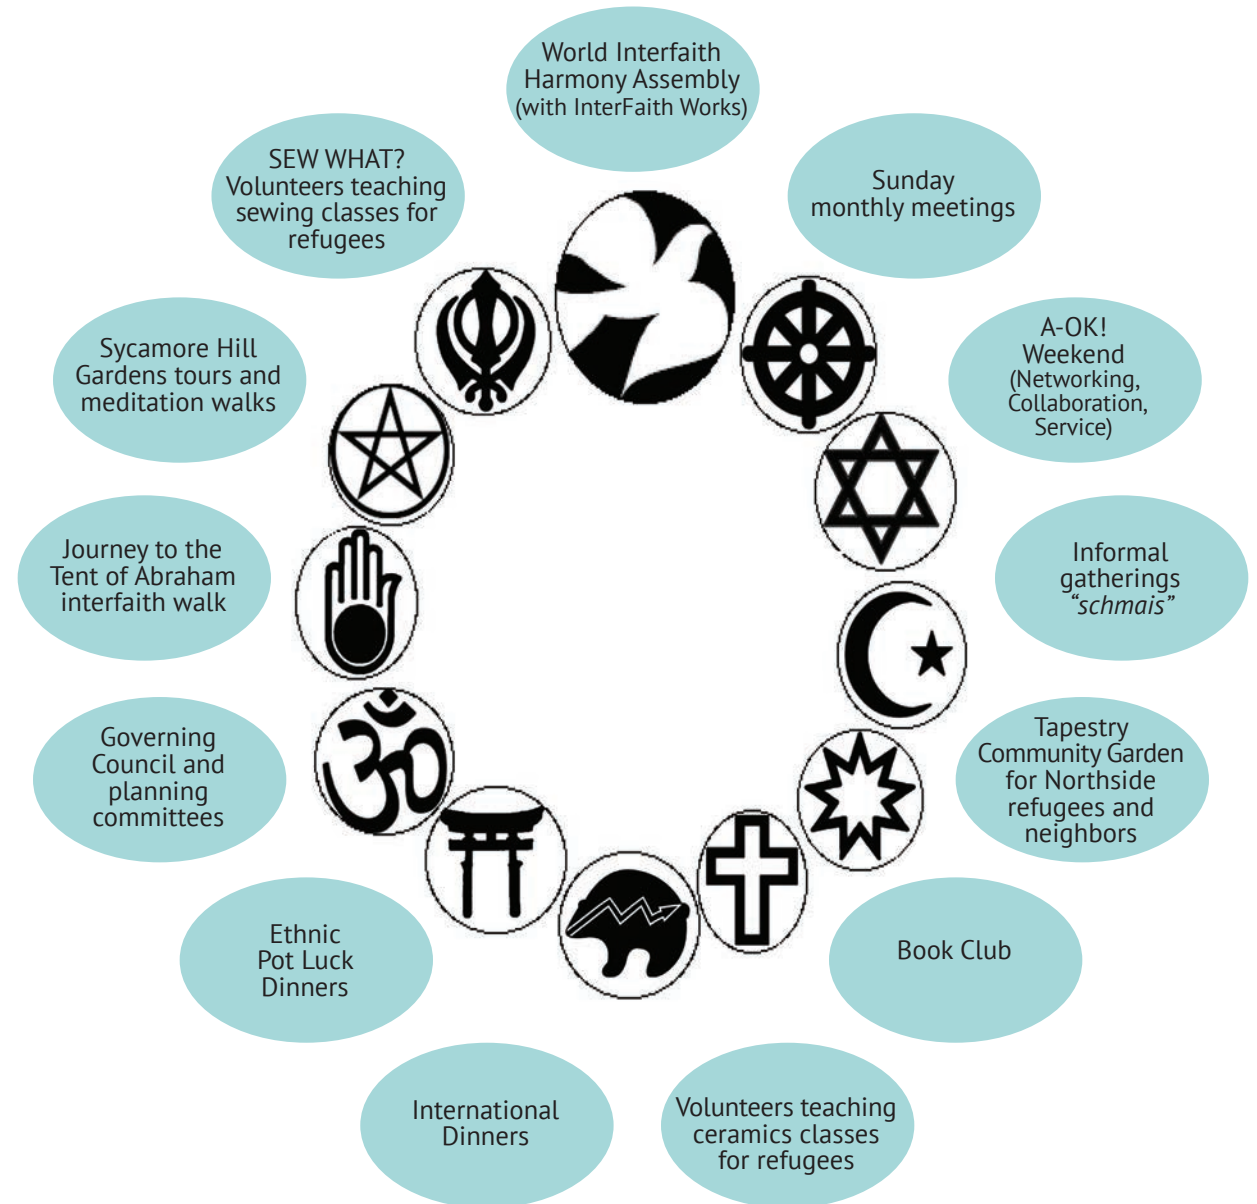 World Interfaith
Harmony Assembly
(with InterFaith Works)
Sunday
monthly meetings
A-OK!
Weekend
(Networking,
Collaboration,
Service)
Informal
gatherings
“schmais”
Tapestry
Community Garden
for Northside
refugees and
neighbors
Book Club
Volunteers teaching
ceramics classes
for refugees
International
Dinners
Ethnic
Pot Luck
Dinners
Governing
Council and
planning
committees
Journey to the
Tent of Abraham
interfaith walk
Sycamore Hill
Gardens tours and
meditation walks
SEW WHAT?
Volunteers teaching
sewing classes for
refugees